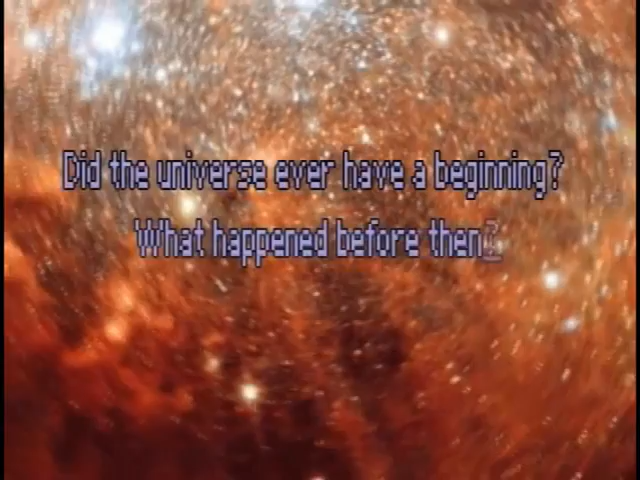 Did the universe ever have a beginning?
What happened before then?